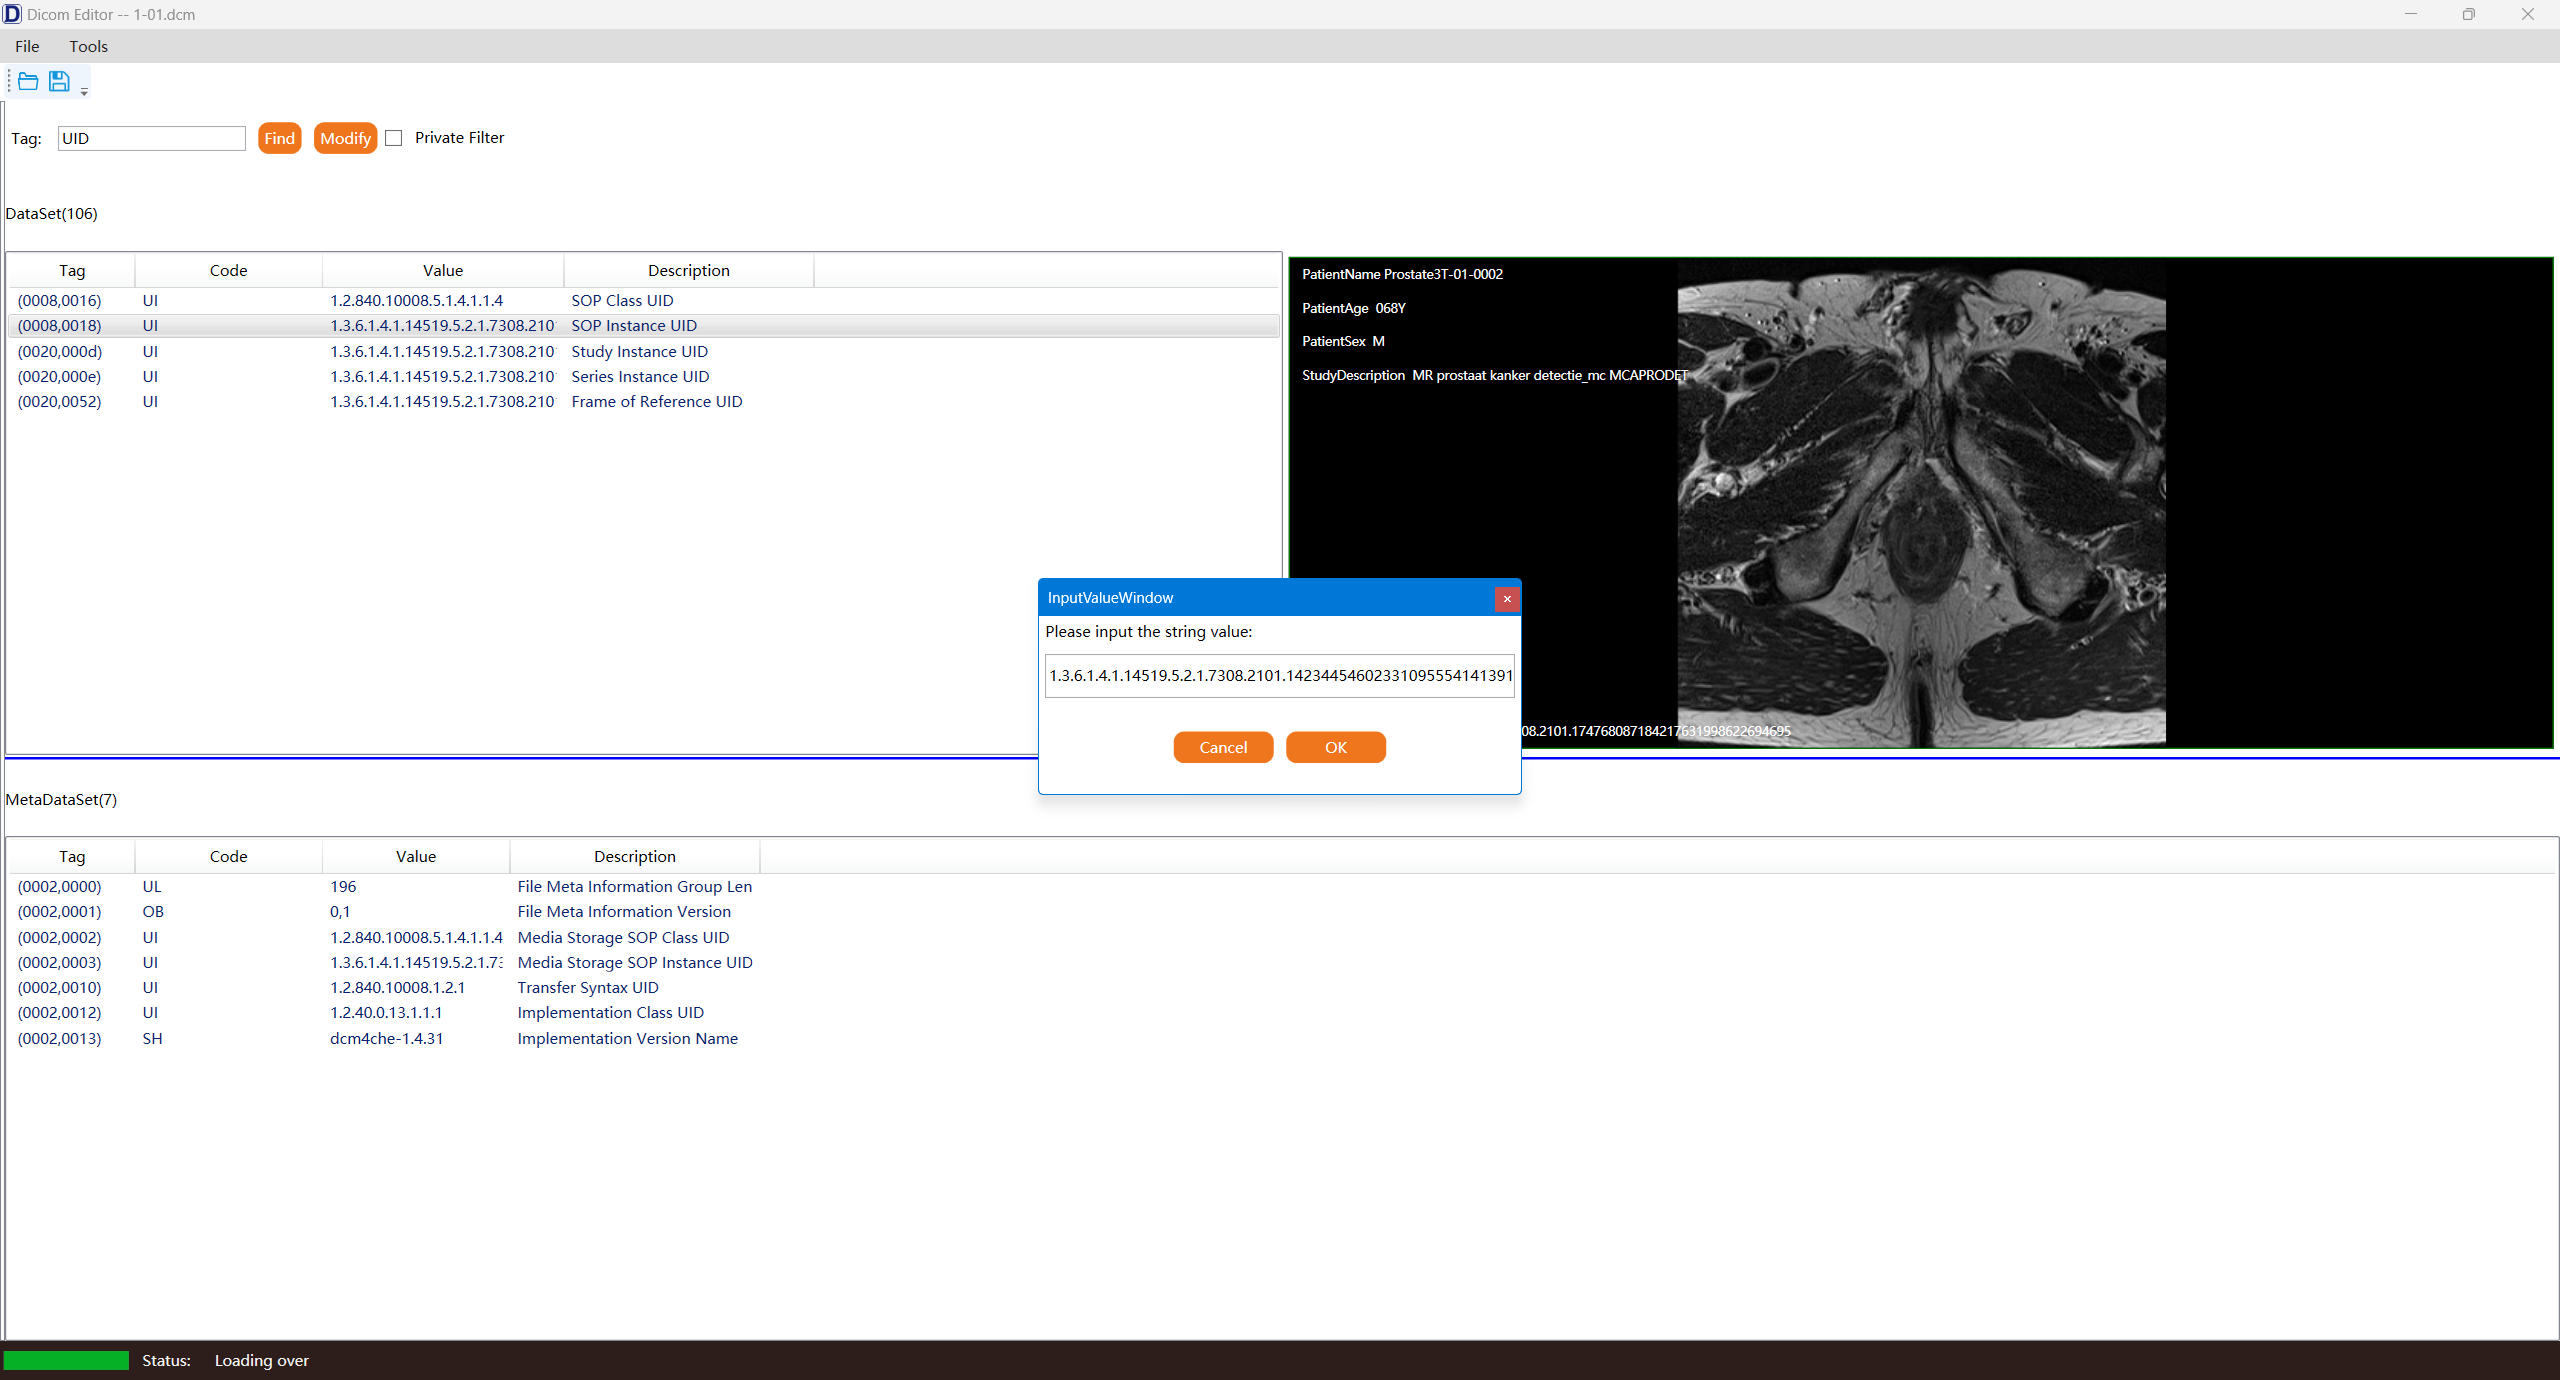 Dicom Editor -- 1-01.dcm
File Tools
Tag: UID Find Modify Private Filter
DataSet(106)
Tag Code Value Description
(0008,0016) UI 1.2.840.10008.5.1.4.1.1.4 SOP Class UID
(0008,0018) UI 1.3.6.1.4.1.14519.5.2.1.7308.210 SOP Instance UID
(0020,000d) UI 1.3.6.1.4.1.14519.5.2.1.7308.210 Study Instance UID
(0020,000e) UI 1.3.6.1.4.1.14519.5.2.1.7308.210 Series Instance UID
(0020,0052) UI 1.3.6.1.4.1.14519.5.2.1.7308.210 Frame of Reference UID
PatientName Prostate3T-01-0002
PatientAge 068Y
PatientSex M
StudyDescription MR prostaat kanker detectie_mc MCAPRODET
08.2101.174768087184217631998622694695
InputValueWindow
Please input the string value:
1.3.6.1.4.1.14519.5.2.1.7308.2101.142344546023310955541413​91
Cancel OK
MetaDataSet(7)
Tag Code Value Description
(0002,0000) UL 196 File Meta Information Group Len
(0002,0001) OB 0,1 File Meta Information Version
(0002,0002) UI 1.2.840.10008.5.1.4.1.1.4 Media Storage SOP Class UID
(0002,0003) UI 1.3.6.1.4.1.14519.5.2.1.73 Media Storage SOP Instance UID
(0002,0010) UI 1.2.840.10008.1.2.1 Transfer Syntax UID
(0002,0012) UI 1.2.40.0.13.1.1.1 Implementation Class UID
(0002,0013) SH dcm4che-1.4.31 Implementation Version Name
Status: Loading over